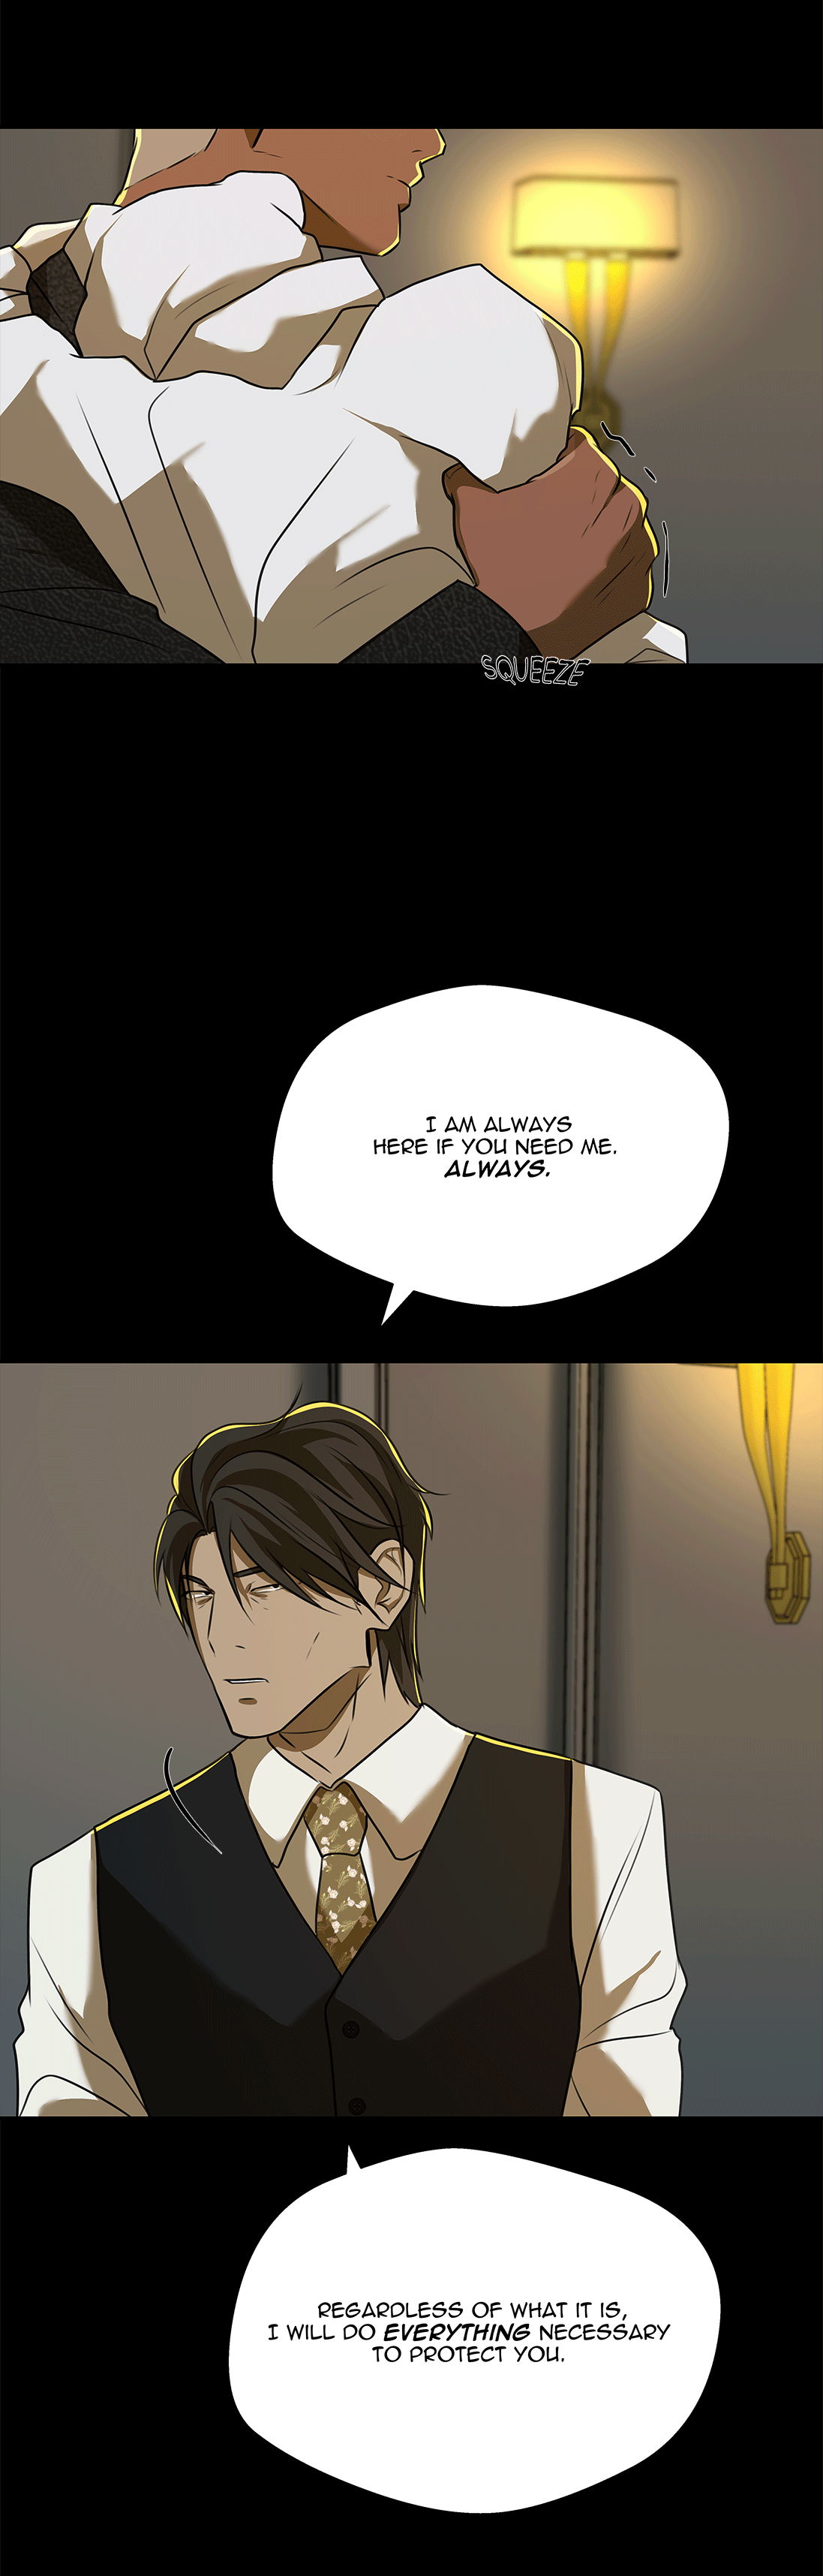 SQUEEZE
I AM ALWAYS
HERE IF YOU NEED ME.
ALWAYS.
REGARDLESS OF WHAT IT IS,
I WILL DO EVERYTHING NECESSARY
TO PROTECT YOU.